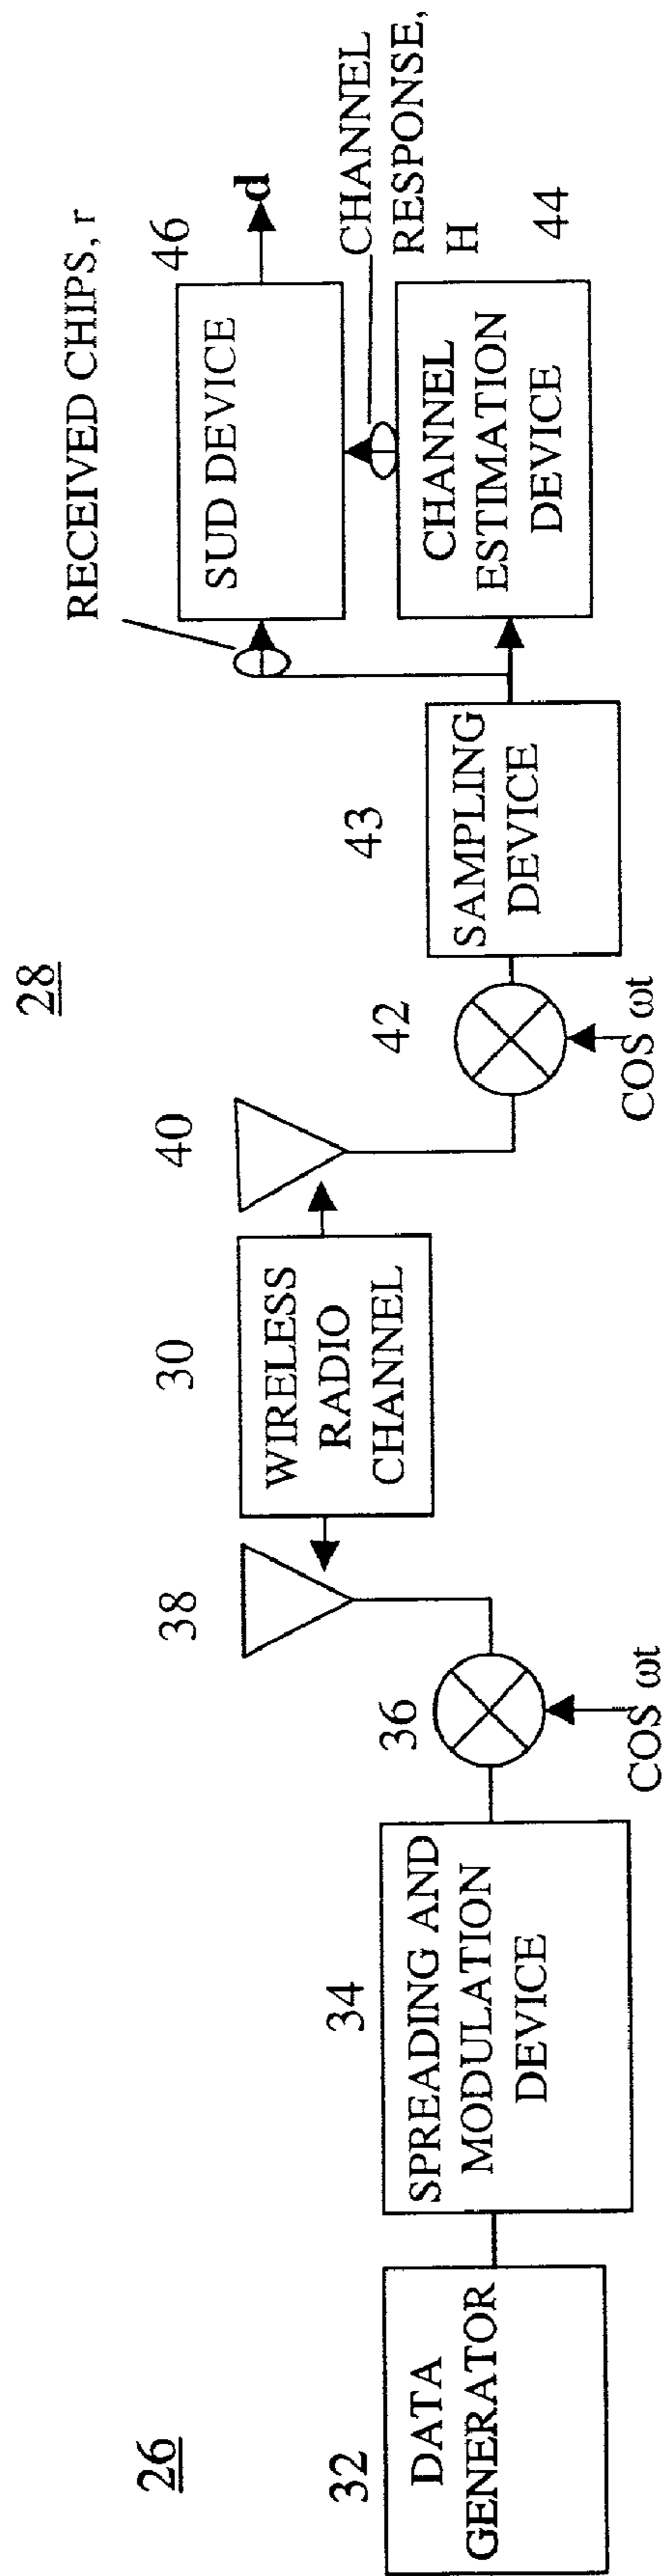 26
32
DATA
GENERATOR
34
SPREADING AND
MODULATION
DEVICE
36
COS ωt
38
30
WIRELESS
RADIO
CHANNEL
28
40
42
COS ωt
43
SAMPLING
DEVICE
RECEIVED CHIPS, r
46
SUD DEVICE
d
CHANNEL
RESPONSE,
H
44
CHANNEL
ESTIMATION
DEVICE